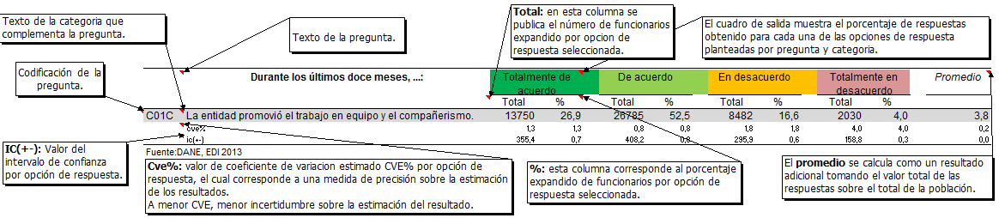 Texto de la categoria que
complementa la pregunta.
Texto de la pregunta.
Total: en esta columna se
publica el número de funcionarios
expandido por opcion de
respuesta seleccionada.
El cuadro de salida muestra el porcentaje de respuestas
obtenido para cada una de las opciones de respuesta
planteadas por pregunta y categoria.
Codificación de la
pregunta.
Durante los últimos doce meses, ...:
Totalmente de
acuerdo
De acuerdo
En desacuerdo
Totalmente en
desacuerdo
Promedio
Total % Total % Total % Total %
C01C La entidad promovió el trabajo en equipo y el compañerismo. 13750 26,9 26785 52,5 8482 16,6 2030 4,0 3,8
cve% 1,3 1,3 0,8 0,8 1,8 1,8 4,0 4,0 0,2
ic(+-) 355,4 0,7 408,2 0,8 295,9 0,6 158,8 0,3 0,0
Fuente:DANE, EDI 2013
IC(+-): Valor del
intervalo de confianza
por opción de respuesta.
Cve%: valor de coeficiente de variacion estimado CVE% por opción de
respuesta, el cual corresponde a una medida de precisión sobre la estimación
de los resultados.
A menor CVE, menor incertidumbre sobre la estimación del resultado.
%: esta columna corresponde al porcentaje
expandido de funcionarios por opción de
respuesta seleccionada.
El promedio se calcula como un resultado
adicional tomando el valor total de las
respuestas sobre el total de la población.